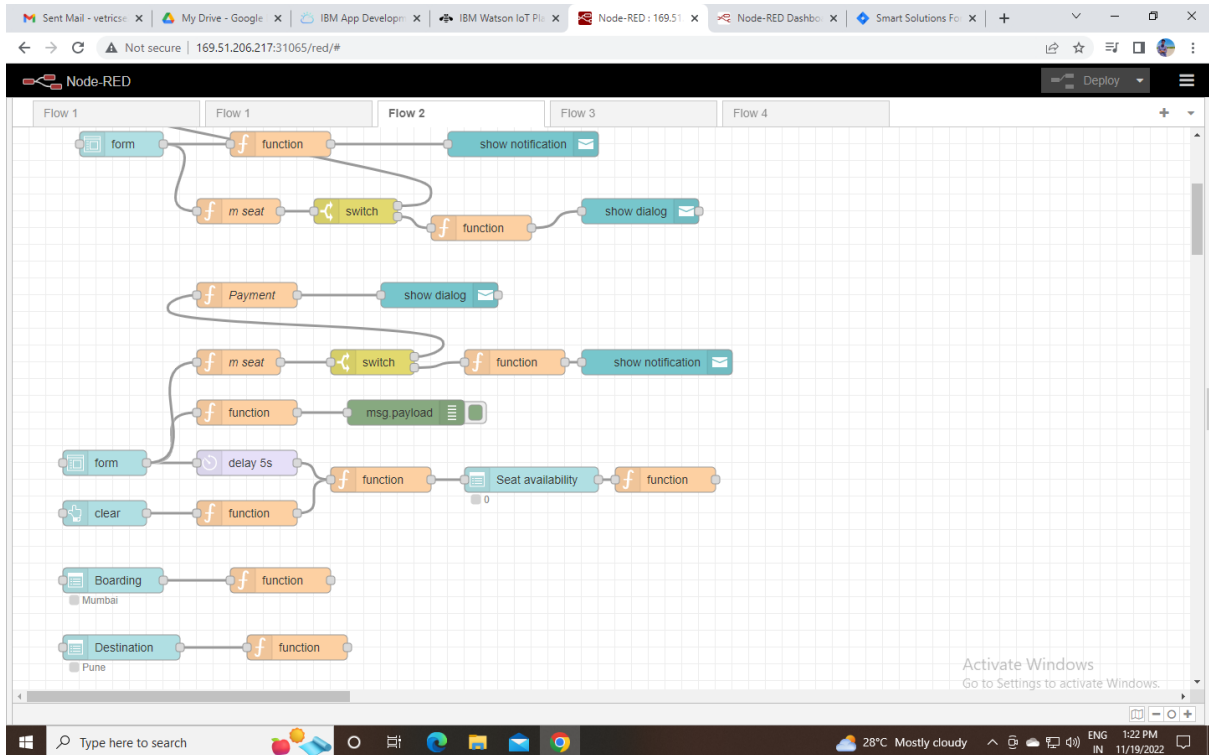 Sent Mail - vetricse
My Drive - Google
IBM App Developm
IBM Watson IoT Pla
Node-RED : 169.51
Node-RED Dashbo
Smart Solutions Fo
Not secure | 169.51.206.217:31065/red/#
Node-RED
Deploy
Flow 1
Flow 1
Flow 2
Flow 3
Flow 4
form
function
show notification
m seat
switch
function
show dialog
Payment
show dialog
m seat
switch
function
show notification
function
msg.payload
form
delay 5s
function
Seat availability
function
0
clear
function
Boarding
function
Mumbai
Destination
function
Pune
Activate Windows
Go to Settings to activate Windows.
Type here to search
28°C Mostly cloudy
ENG
IN
1:22 PM
11/19/2022